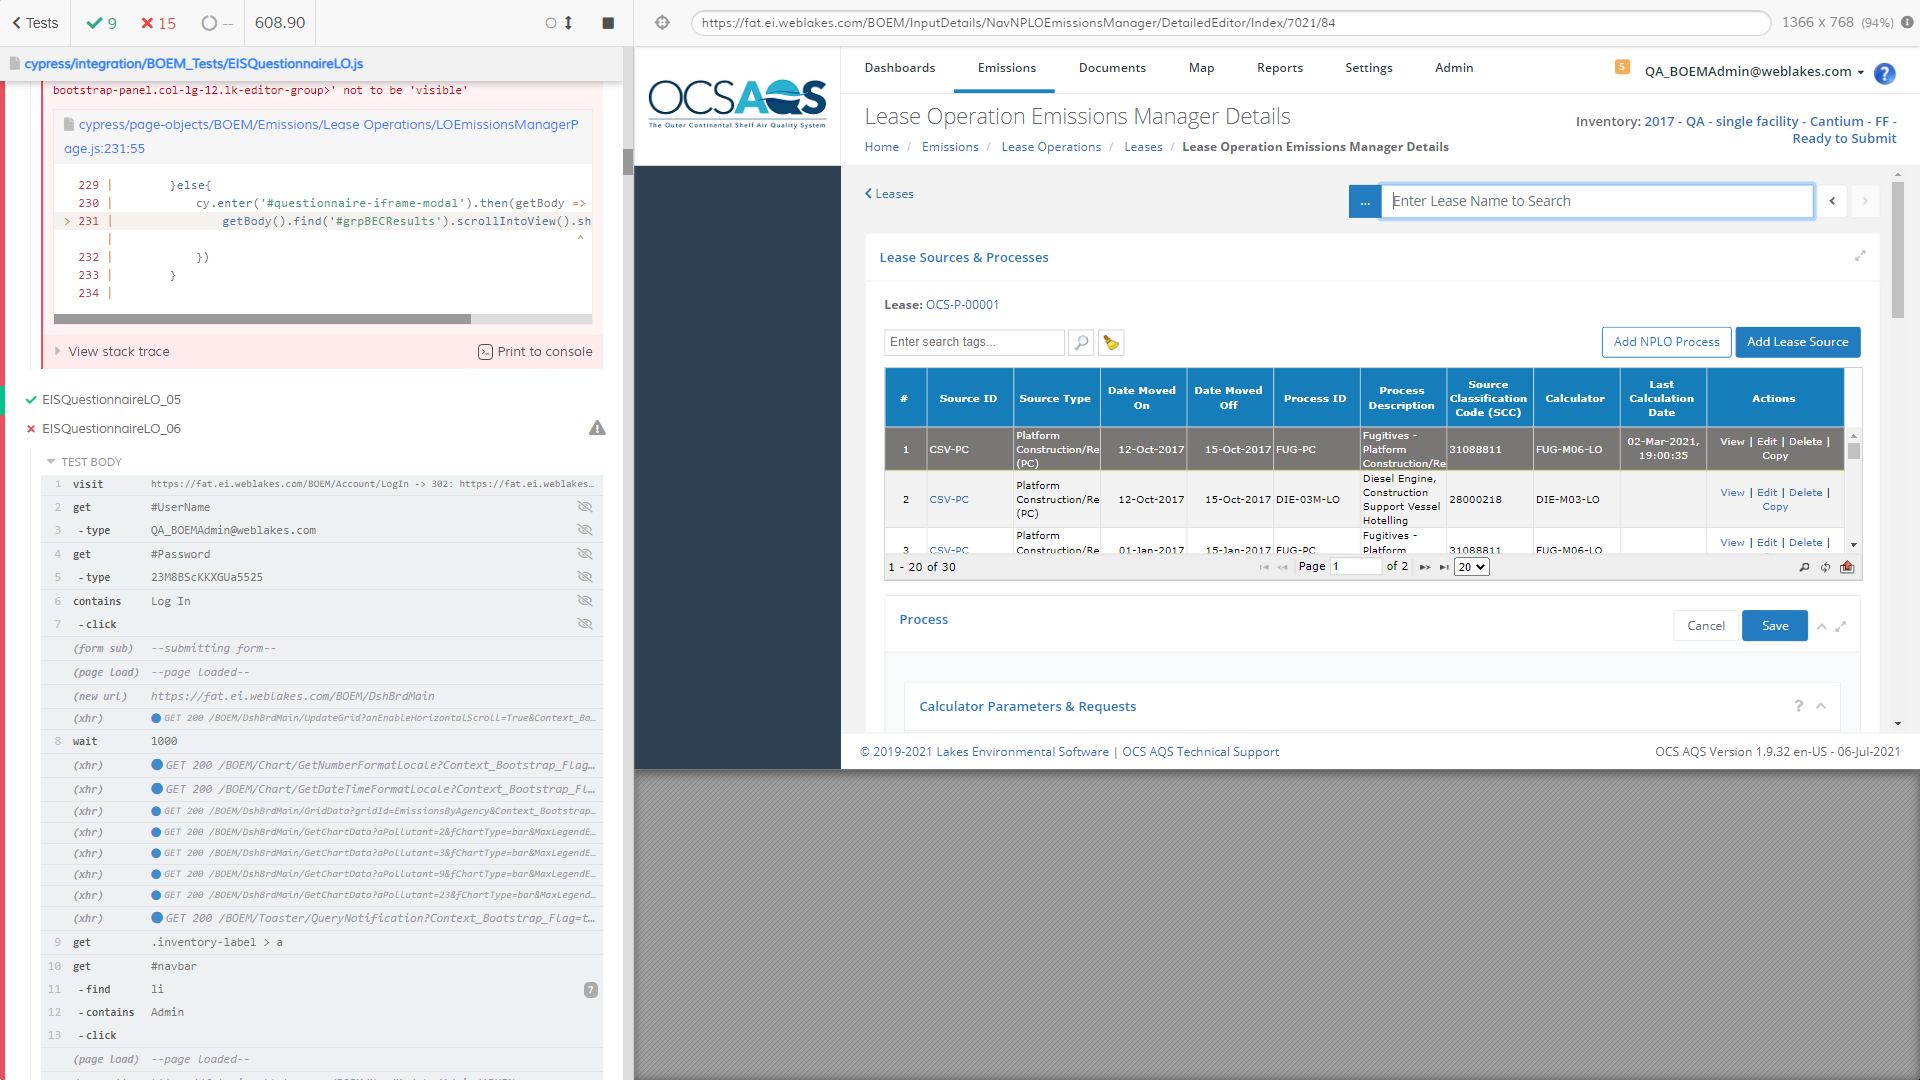 Tests
9
15
--
608.90
cypress/integration/BOEM_Tests/EISQuestionnaireLO.js
bootstrap-panel.col-lg-12.lk-editor-group>' not to be 'visible'
cypress/page-objects/BOEM/Emissions/Lease Operations/LOEmissionsManagerP
age.js:231:55
229 | }else{
230 | cy.enter('#questionnaire-iframe-modal').then(getBody =>
> 231 | getBody().find('#grpBECResults').scrollIntoView().sh
| ^
232 | })
233 | }
234 |
View stack trace
Print to console
EISQuestionnaireLO_05
EISQuestionnaireLO_06
TEST BODY
1 visit https://fat.ei.weblakes.com/BOEM/Account/LogIn -> 302: https://fat.ei.weblakes...
2 get #UserName
3 - type QA_BOEMAdmin@weblakes.com
4 get #Password
5 - type 23M8BScKKXGUa5525
6 contains Log In
7 - click
(form sub) --submitting form--
(page load) --page loaded--
(new url) https://fat.ei.weblakes.com/BOEM/DshBrdMain
(xhr) GET 200 /BOEM/DshBrdMain/UpdateGrid?anEnableHorizontalScroll=True&Context_Bo...
8 wait 1000
(xhr) GET 200 /BOEM/Chart/GetNumberFormatLocale?Context_Bootstrap_Flag...
(xhr) GET 200 /BOEM/Chart/GetDateTimeFormatLocale?Context_Bootstrap_Fl...
(xhr) GET 200 /BOEM/DshBrdMain/GridData?gridId=EmissionsByAgency&Context_Bootstrap...
(xhr) GET 200 /BOEM/DshBrdMain/GetChartData?aPollutant=2&fChartType=bar&MaxLegendE...
(xhr) GET 200 /BOEM/DshBrdMain/GetChartData?aPollutant=3&fChartType=bar&MaxLegendE...
(xhr) GET 200 /BOEM/DshBrdMain/GetChartData?aPollutant=9&fChartType=bar&MaxLegendE...
(xhr) GET 200 /BOEM/DshBrdMain/GetChartData?aPollutant=23&fChartType=bar&MaxLegend...
(xhr) GET 200 /BOEM/Toaster/QueryNotification?Context_Bootstrap_Flag=t...
9 get .inventory-label > a
10 get #navbar
11 - find li 7
12 - contains Admin
13 - click
(page load) --page loaded--
https://fat.ei.weblakes.com/BOEM/InputDetails/NavNPLOEmissionsManager/DetailedEditor/Index/7021/84
1366 x 768 (94%)
OCSAQS
The Outer Continental Shelf Air Quality System
Dashboards Emissions Documents Map Reports Settings Admin
5
QA_BOEMAdmin@weblakes.com
?
Lease Operation Emissions Manager Details
Inventory: 2017 - QA - single facility - Cantium - FF -
Ready to Submit
Home / Emissions / Lease Operations / Leases / Lease Operation Emissions Manager Details
Leases
...
Enter Lease Name to Search
Lease Sources & Processes
Lease: OCS-P-00001
Enter search tags...
Add NPLO Process
Add Lease Source
# Source ID Source Type Date Moved On Date Moved Off Process ID Process Description Source Classification Code (SCC) Calculator Last Calculation Date Actions
1 CSV-PC Platform Construction/Re (PC) 12-Oct-2017 15-Oct-2017 FUG-PC Fugitives - Platform Construction/Re 31088811 FUG-M06-LO 02-Mar-2021, 19:00:35 View | Edit | Delete | Copy
2 CSV-PC Platform Construction/Re (PC) 12-Oct-2017 15-Oct-2017 DIE-03M-LO Diesel Engine, Construction Support Vessel Hotelling 28000218 DIE-M03-LO View | Edit | Delete | Copy
3 CSV-PC Platform Construction/Re 01-Jan-2017 15-Jan-2017 FUG-PC Fugitives - Platform 31088811 FUG-M06-LO View | Edit | Delete |
1 - 20 of 30
Page 1 of 2
20
Process
Cancel
Save
Calculator Parameters & Requests
?
© 2019-2021 Lakes Environmental Software | OCS AQS Technical Support
OCS AQS Version 1.9.32 en-US - 06-Jul-2021